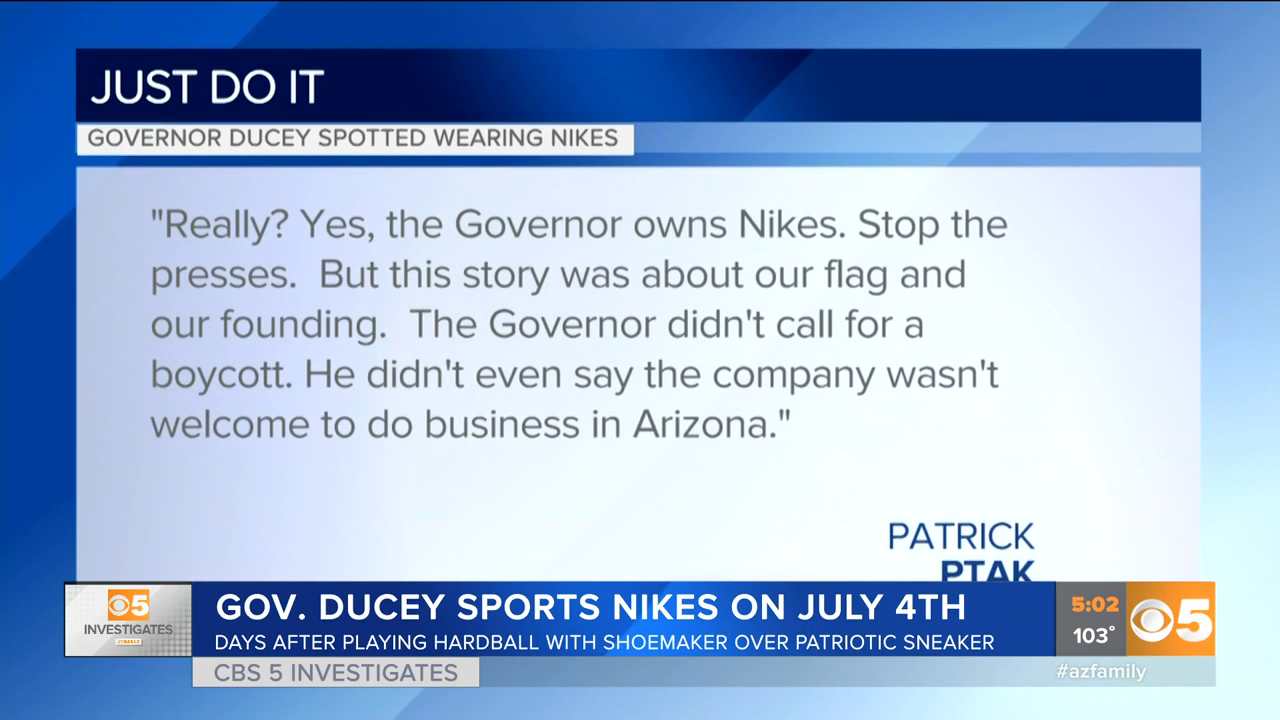 JUST DO IT
GOVERNOR DUCEY SPOTTED WEARING NIKES
"Really? Yes, the Governor owns Nikes. Stop the
presses.  But this story was about our flag and
our founding.  The Governor didn't call for a
boycott. He didn't even say the company wasn't
welcome to do business in Arizona."
PATRICK
PTAK
5
INVESTIGATES
GOV. DUCEY SPORTS NIKES ON JULY 4TH
DAYS AFTER PLAYING HARDBALL WITH SHOEMAKER OVER PATRIOTIC SNEAKER
CBS 5 INVESTIGATES
5:02
103°
5
#azfamily